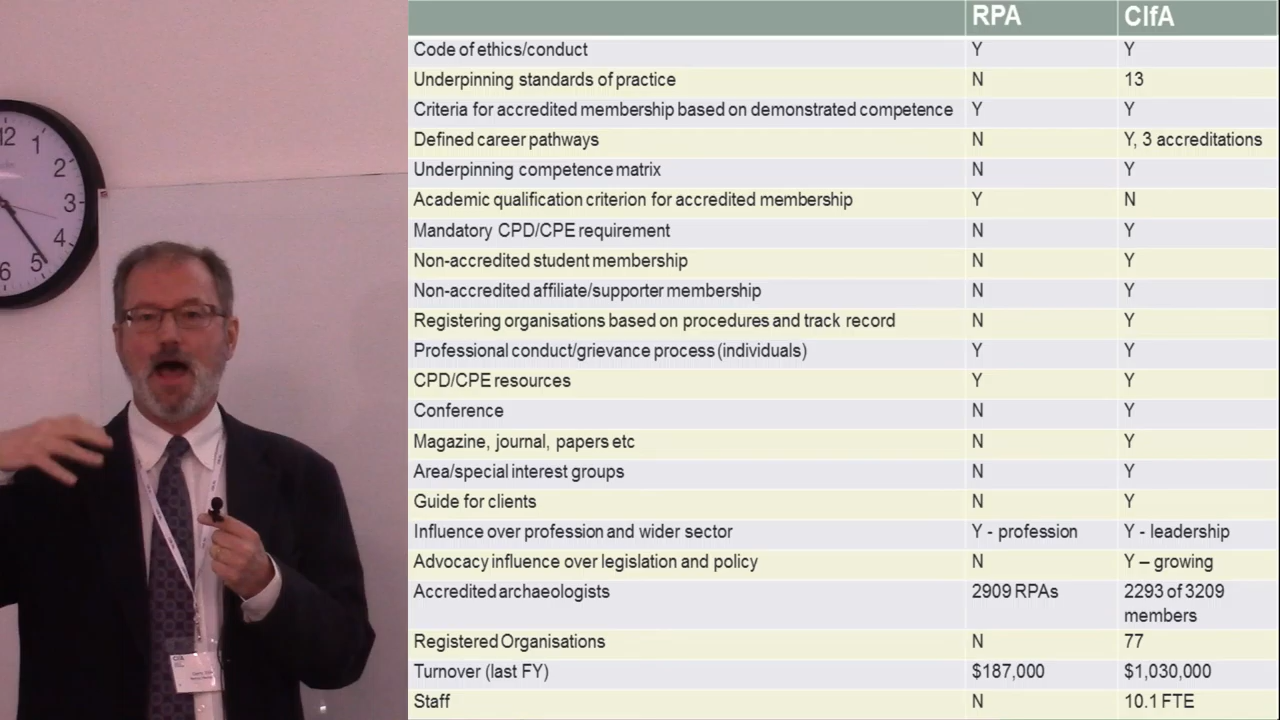 RPA CIfA
Code of ethics/conduct Y Y
Underpinning standards of practice N 13
Criteria for accredited membership based on demonstrated competence Y Y
Defined career pathways N Y, 3 accreditations
Underpinning competence matrix N Y
Academic qualification criterion for accredited membership Y N
Mandatory CPD/CPE requirement N Y
Non-accredited student membership N Y
Non-accredited affiliate/supporter membership N Y
Registering organisations based on procedures and track record N Y
Professional conduct/grievance process (individuals) Y Y
CPD/CPE resources Y Y
Conference N Y
Magazine, journal, papers etc N Y
Area/special interest groups N Y
Guide for clients N Y
Influence over profession and wider sector Y - profession Y - leadership
Advocacy influence over legislation and policy N Y – growing
Accredited archaeologists 2909 RPAs 2293 of 3209
members
Registered Organisations N 77
Turnover (last FY) $187,000 $1,030,000
Staff N 10.1 FTE
12
1
2
3
4
5
6
CIfA